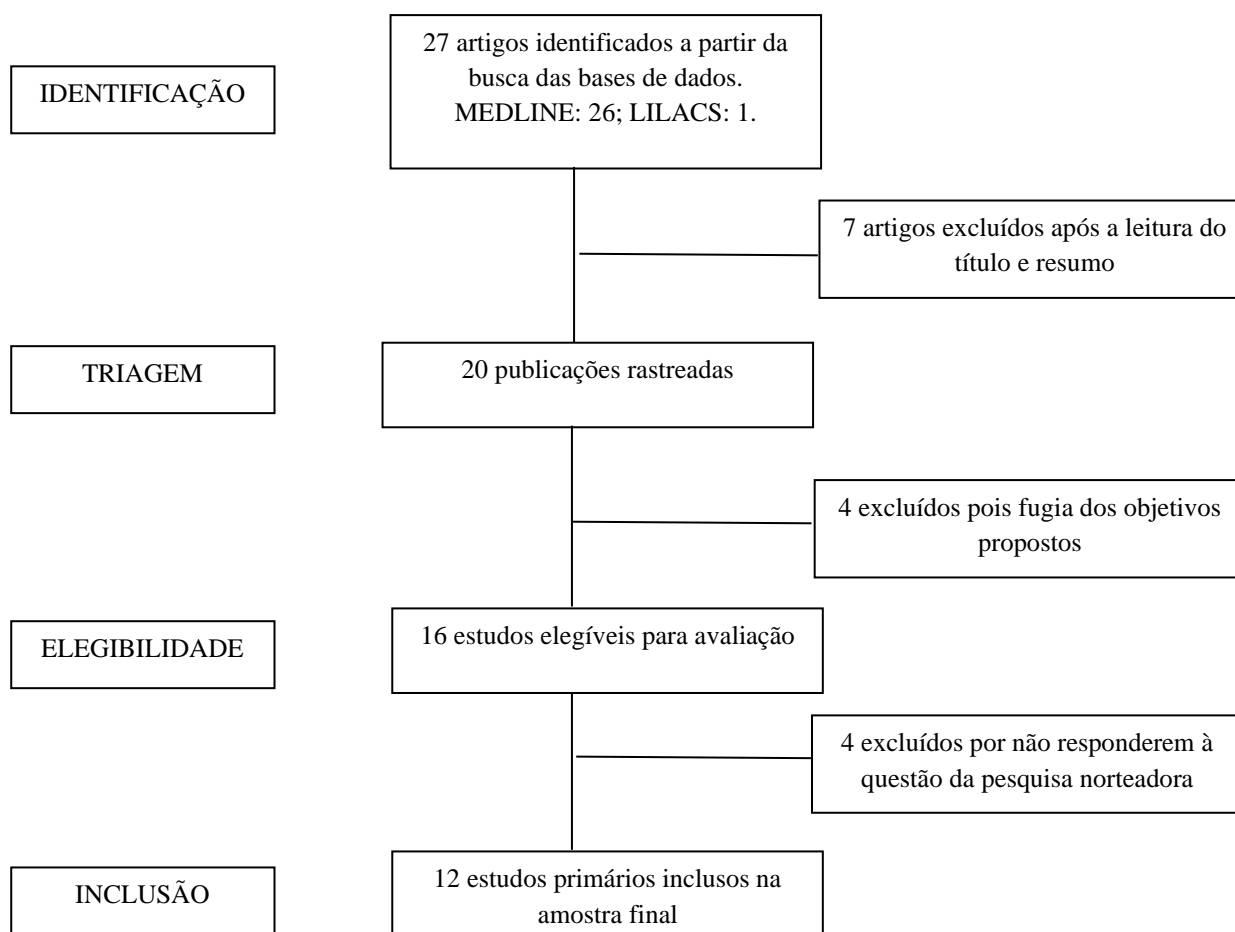 IDENTIFICAÇÃO
27 artigos identificados a partir da
busca das bases de dados.
MEDLINE: 26; LILACS: 1.
7 artigos excluídos após a leitura do
título e resumo
TRIAGEM
20 publicações rastreadas
4 excluídos pois fugia dos objetivos
propostos
ELEGIBILIDADE
16 estudos elegíveis para avaliação
4 excluídos por não responderem à
questão da pesquisa norteadora
INCLUSÃO
12 estudos primários inclusos na
amostra final